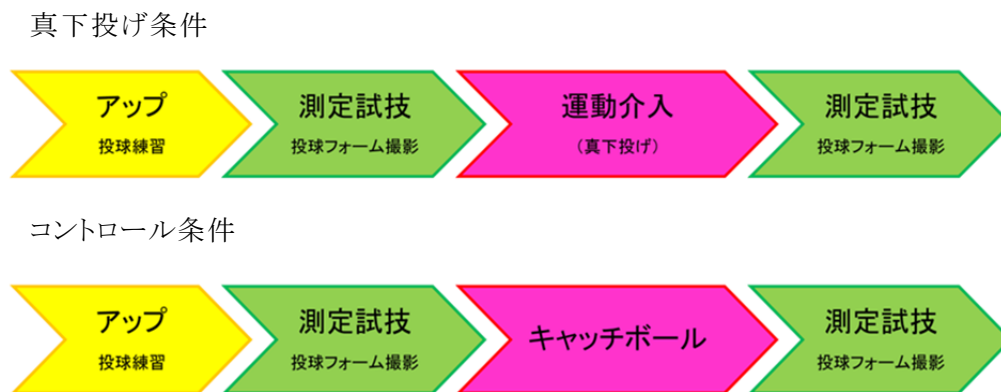 真下投げ条件
アップ
投球練習
測定試技
投球フォーム撮影
運動介入
(真下投げ)
測定試技
投球フォーム撮影
コントロール条件
アップ
投球練習
測定試技
投球フォーム撮影
キャッチボール
測定試技
投球フォーム撮影